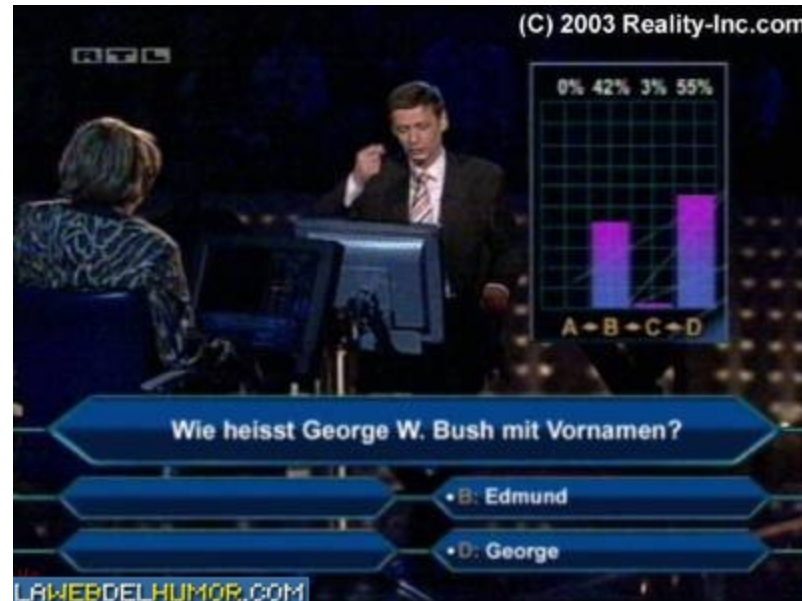 (C) 2003 Reality-Inc.com
RTL
0% 42% 3% 55%
A B C D
Wie heisst George W. Bush mit Vornamen?
B: Edmund
D: George
LAWEBDELHUMOR.COM